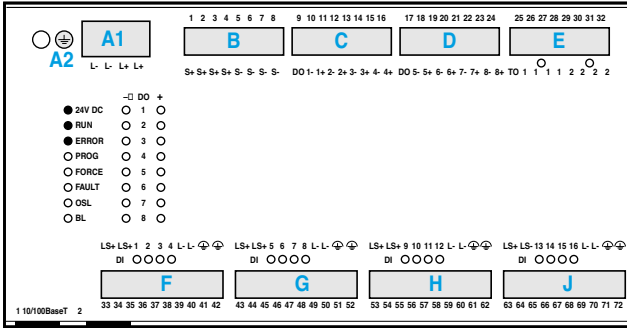 1 2 3 4 5 6 7 8 9 10 11 12 13 14 15 16 17 18 19 20 21 22 23 24 25 26 27 28 29 30 31 32
A1 B C D E
A2
L- L- L+ L+ S+ S+ S+ S+ S- S- S- S- DO 1- 1+ 2- 2+ 3- 3+ 4- 4+ DO 5- 5+ 6- 6+ 7- 7+ 8- 8+ TO 1 1 1 1 2 2 2 2
- DO +
24V DC 1
RUN 2
ERROR 3
PROG 4
FORCE 5
FAULT 6
OSL 7
BL 8
LS+ LS+ 1 2 3 4 L- L- LS+ LS+ 5 6 7 8 L- L- LS+ LS+ 9 10 11 12 L- L- LS+ LS- 13 14 15 16 L- L-
DI DI DI DI
F G H J
33 34 35 36 37 38 39 40 41 42 43 44 45 46 47 48 49 50 51 52 53 54 55 56 57 58 59 60 61 62 63 64 65 66 67 68 69 70 71 72
1 10/100BaseT 2